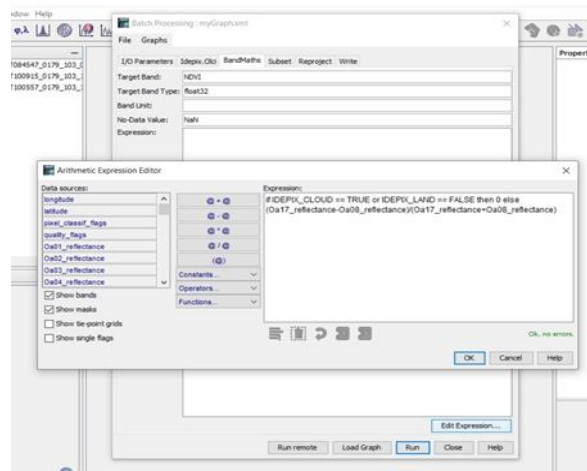 Help
φ,λ
Batch Processing : myGraph.xml
File Graphs
I/O Parameters Idepix.Olci BandMaths Subset Reproject Write
Target Band: NDVI
Target Band Type: float32
Band Unit:
No-Data Value: NaN
Expression:
Arithmetic Expression Editor
Data sources:
longitude
latitude
pixel_classif_flags
quality_flags
Oa01_reflectance
Oa02_reflectance
Oa03_reflectance
Oa04_reflectance
Show bands
Show masks
Show tie-point grids
Show single flags
@ + @
@ - @
@ * @
@ / @
(@)
Constants...
Operators...
Functions...
Expression:
if IDEPIX_CLOUD == TRUE or IDEPIX_LAND == FALSE then 0 else
(Oa17_reflectance-Oa08_reflectance)/(Oa17_reflectance+Oa08_reflectance)
Ok, no errors.
OK Cancel Help
Edit Expression...
Run remote Load Graph Run Close Help